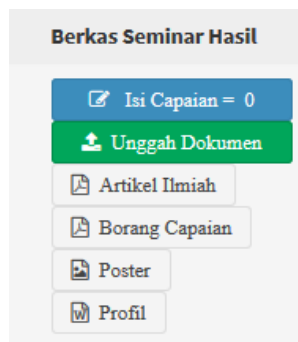 Berkas Seminar Hasil
Isi Capaian = 0
Unggah Dokumen
Artikel Ilmiah
Borang Capaian
Poster
Profil